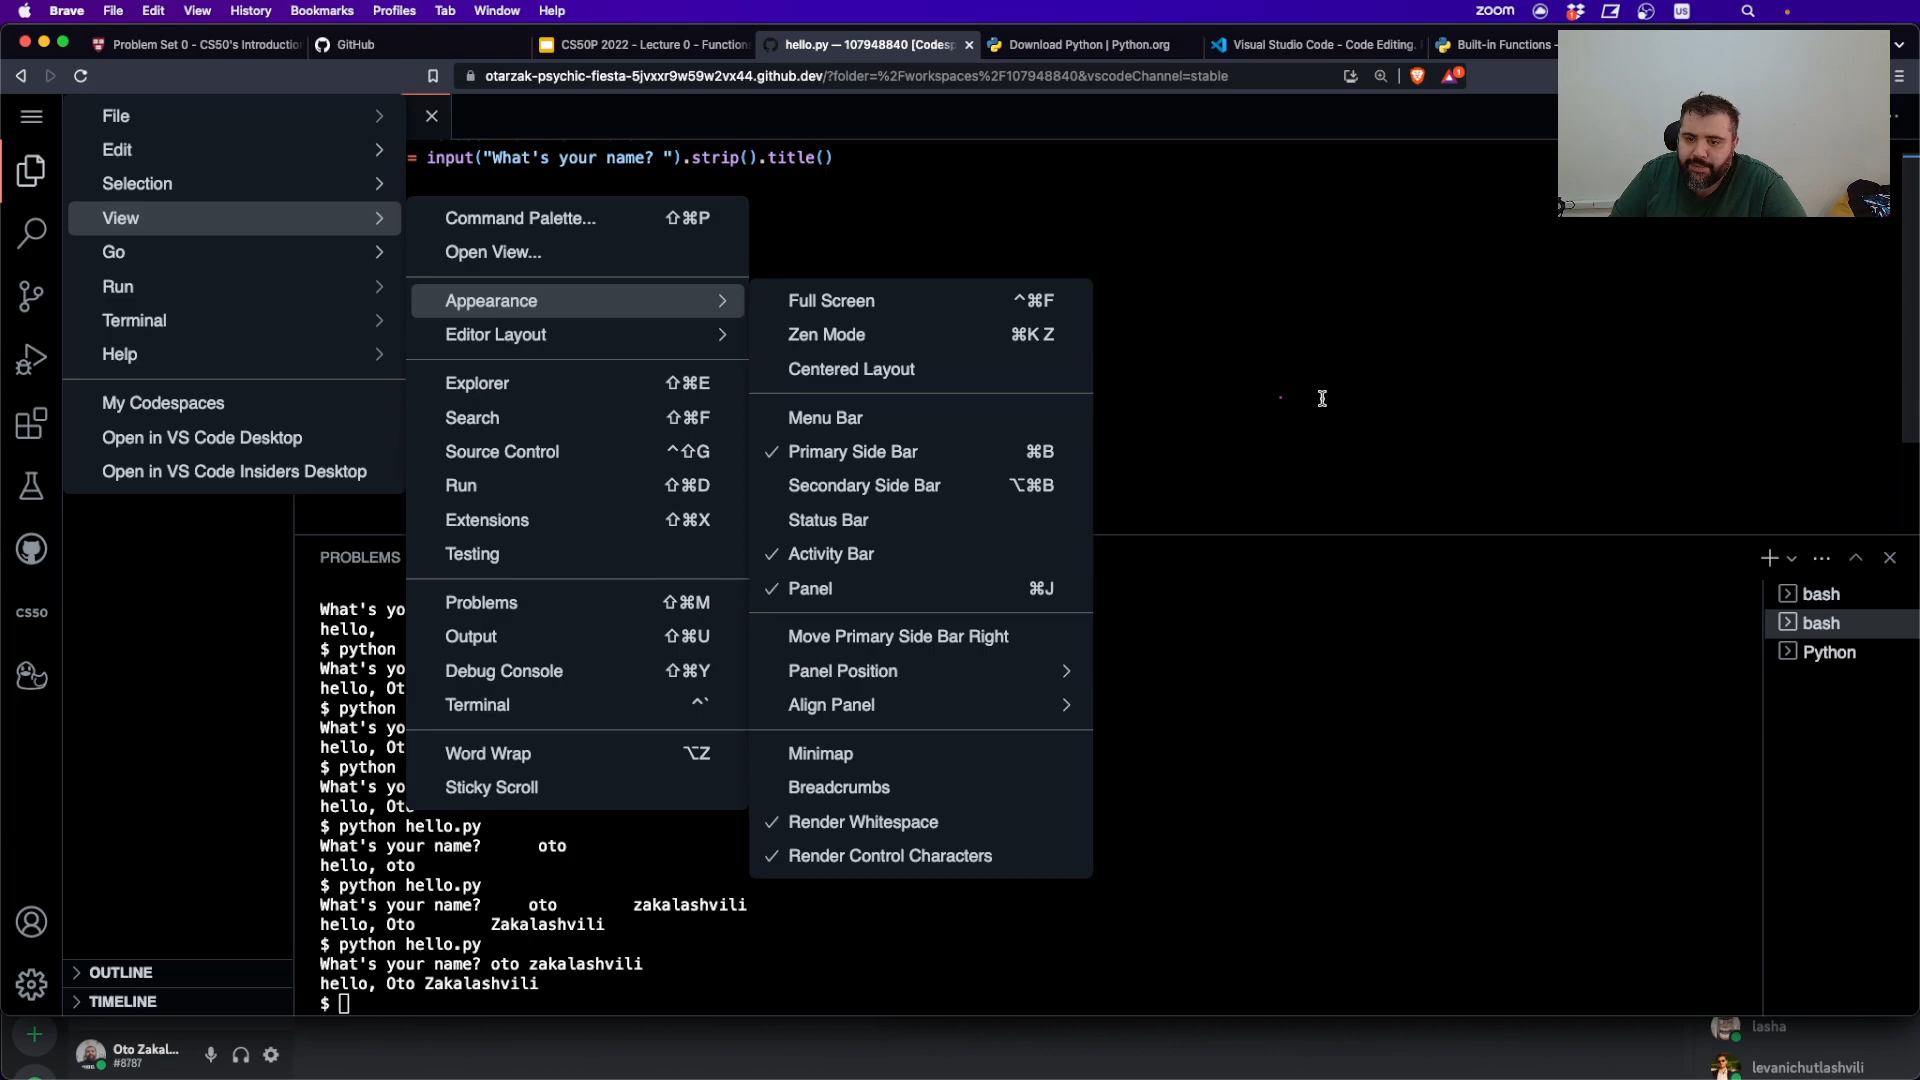 Brave File Edit View History Bookmarks Profiles Tab Window Help zoom US
Problem Set 0 - CS50's Introductio GitHub CS50P 2022 - Lecture 0 - Function hello.py — 107948840 [Codesp Download Python | Python.org Visual Studio Code - Code Editing. Built-in Functions -
otarzak-psychic-fiesta-5jvxxr9w59w2vx44.github.dev/?folder=%2Fworkspaces%2F107948840&vscodeChannel=stable 1
File
Edit
Selection
View
Go
Run
Terminal
Help
My Codespaces
Open in VS Code Desktop
Open in VS Code Insiders Desktop
= input("What's your name? ").strip().title()
Command Palette... ⇧⌘P
Open View...
Appearance
Editor Layout
Explorer ⇧⌘E
Search ⇧⌘F
Source Control ^⇧G
Run ⇧⌘D
Extensions ⇧⌘X
Testing
Problems ⇧⌘M
Output ⇧⌘U
Debug Console ⇧⌘Y
Terminal ^`
Word Wrap ⌥Z
Sticky Scroll
Full Screen ^⌘F
Zen Mode ⌘K Z
Centered Layout
Menu Bar
✓ Primary Side Bar ⌘B
Secondary Side Bar ⌥⌘B
Status Bar
✓ Activity Bar
✓ Panel ⌘J
Move Primary Side Bar Right
Panel Position
Align Panel
Minimap
Breadcrumbs
✓ Render Whitespace
✓ Render Control Characters
CS50
PROBLEMS
What's yo
hello,
$ python
What's yo
hello, Ot
$ python
What's yo
hello, Ot
$ python
What's yo
hello, Oto
$ python hello.py
What's your name? oto
hello, oto
$ python hello.py
What's your name? oto zakalashvili
hello, Oto Zakalashvili
$ python hello.py
What's your name? oto zakalashvili
hello, Oto Zakalashvili
$
bash
bash
Python
OUTLINE
TIMELINE
Oto Zakal...
#8787
lasha
levanichutlashvili